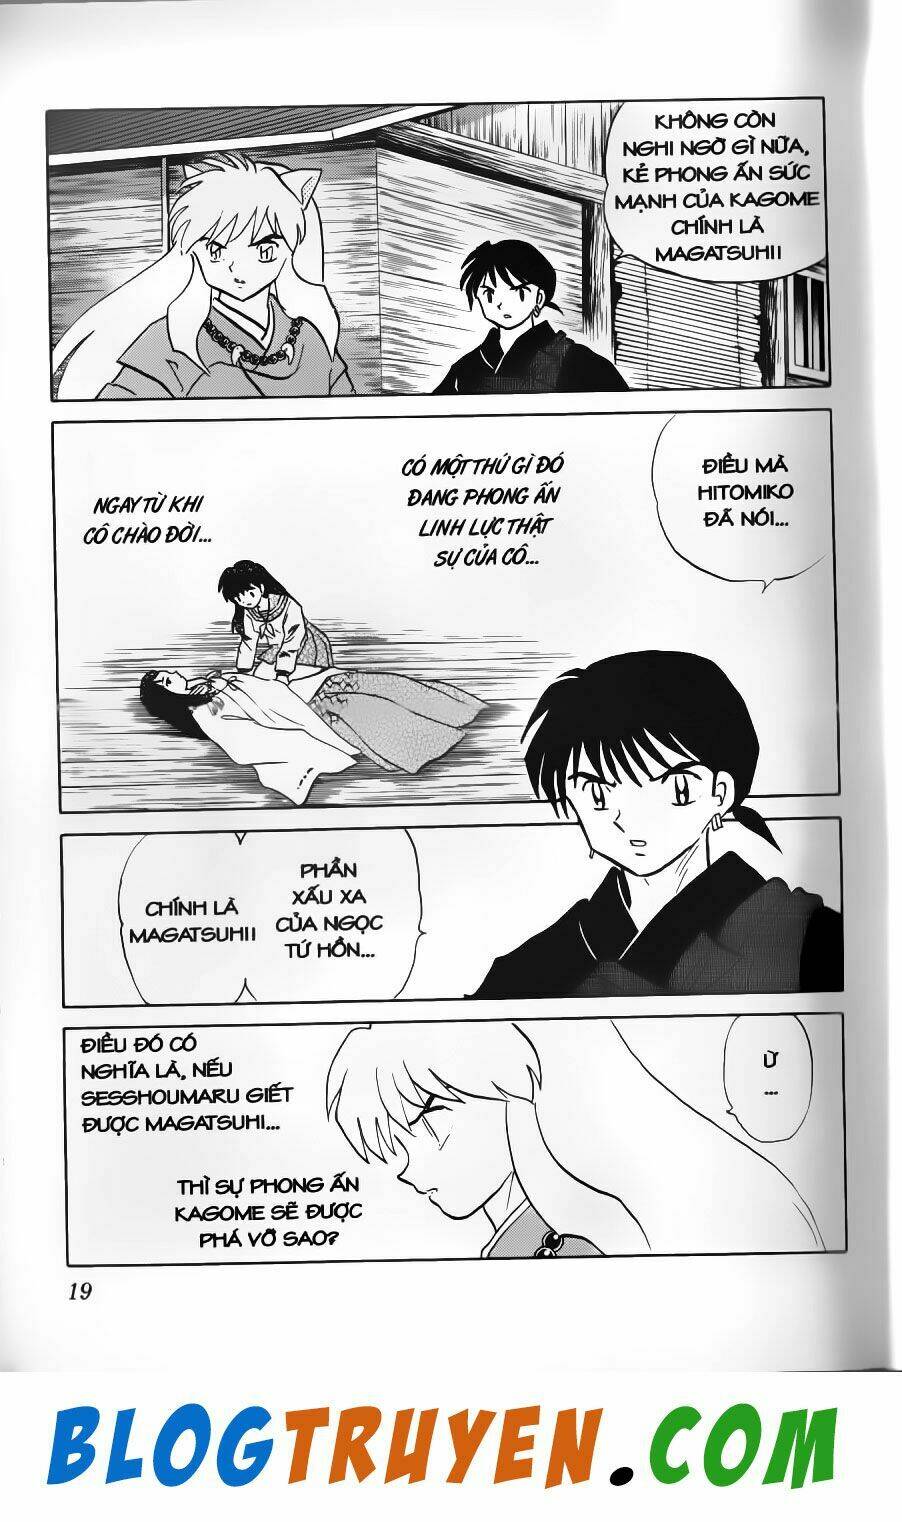 KHÔNG CÒN
NGHI NGỜ GÌ NỮA,
KẺ PHONG ẤN SỨC
MẠNH CỦA KAGOME
CHÍNH LÀ
MAGATSUHI!
ĐIỀU MÀ
HITOMIKO
ĐÃ NÓI...
CÓ MỘT THỨ GÌ ĐÓ
ĐANG PHONG ẤN
LINH LỰC THẬT
SỰ CỦA CÔ...
NGAY TỪ KHI
CÔ CHÀO ĐỜI...
PHẦN
XẤU XA
CỦA NGỌC
TỨ HỒN...
CHÍNH LÀ
MAGATSUHI!
Ừ
...
ĐIỀU ĐÓ CÓ
NGHĨA LÀ, NẾU
SESSHOUMARU GIẾT
ĐƯỢC MAGATSUHI...
THÌ SỰ PHONG ẤN
KAGOME SẼ ĐƯỢC
PHÁ VỠ SAO?
19
BLOGTRUYEN.COM